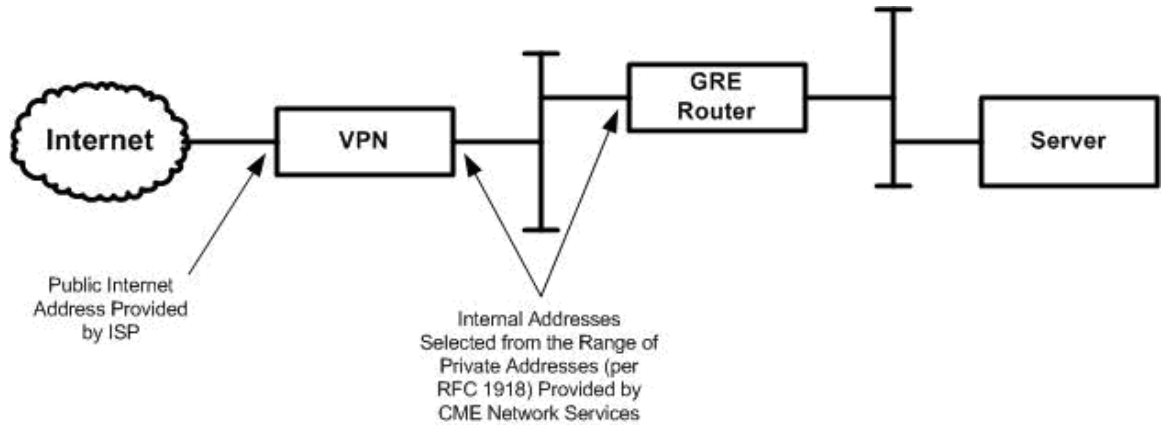 Internet
VPN
GRE
Router
Server
Public Internet
Address Provided
by ISP
Internal Addresses
Selected from the Range of
Private Addresses (per
RFC 1918) Provided by
CME Network Services